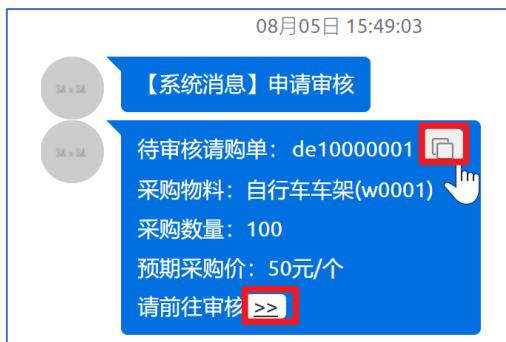 08月05日 15:49:03
【系统消息】申请审核
待审核请购单：de10000001
采购物料：自行车车架(w0001)
采购数量：100
预期采购价：50元/个
请前往审核 >>